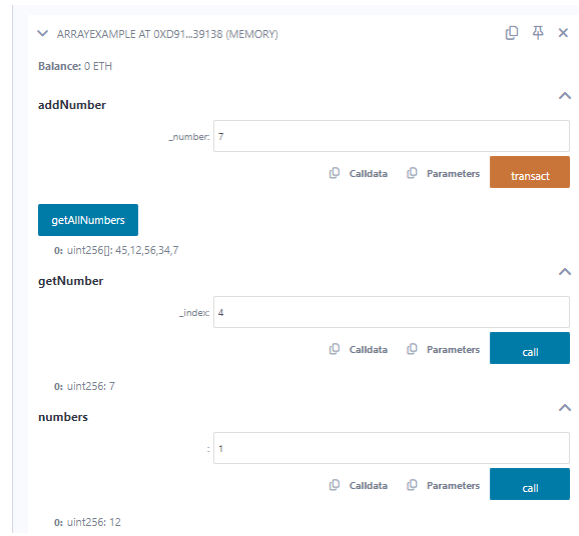 ARRAYEXAMPLE AT 0XD91...39138 (MEMORY)
Balance: 0 ETH
addNumber
_number: 7
Calldata Parameters transact
getAllNumbers
0: uint256[]: 45,12,56,34,7
getNumber
_index: 4
Calldata Parameters call
0: uint256: 7
numbers
: 1
Calldata Parameters call
0: uint256: 12